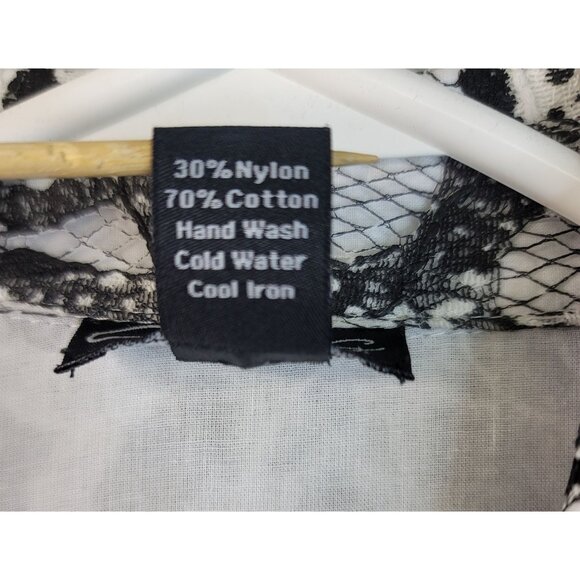 30% Nylon
70% Cotton
Hand Wash
Cold Water
Cool Iron